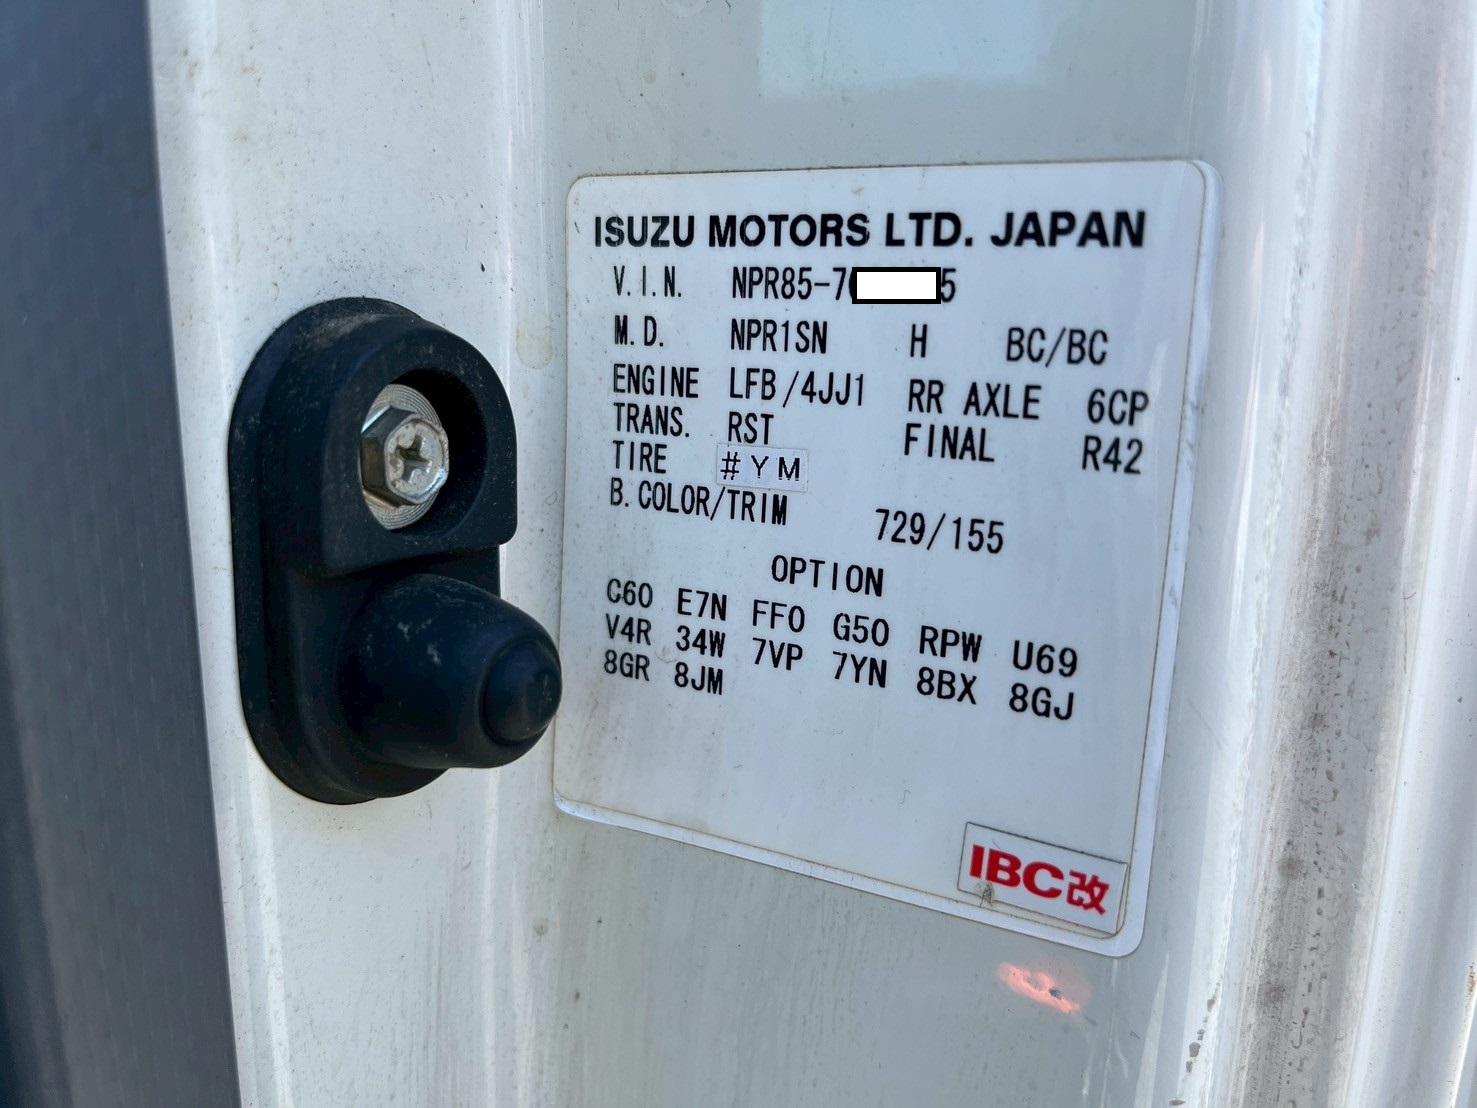 ISUZU MOTORS LTD. JAPAN
V.I.N. NPR85-7 5
M.D. NPR1SN H BC/BC
ENGINE LFB/4JJ1 RR AXLE 6CP
TRANS. RST FINAL R42
TIRE #YM
B.COLOR/TRIM 729/155
OPTION
C60 E7N FF0 G50 RPW U69
V4R 34W 7VP 7YN 8BX 8GJ
8GR 8JM
IBC改